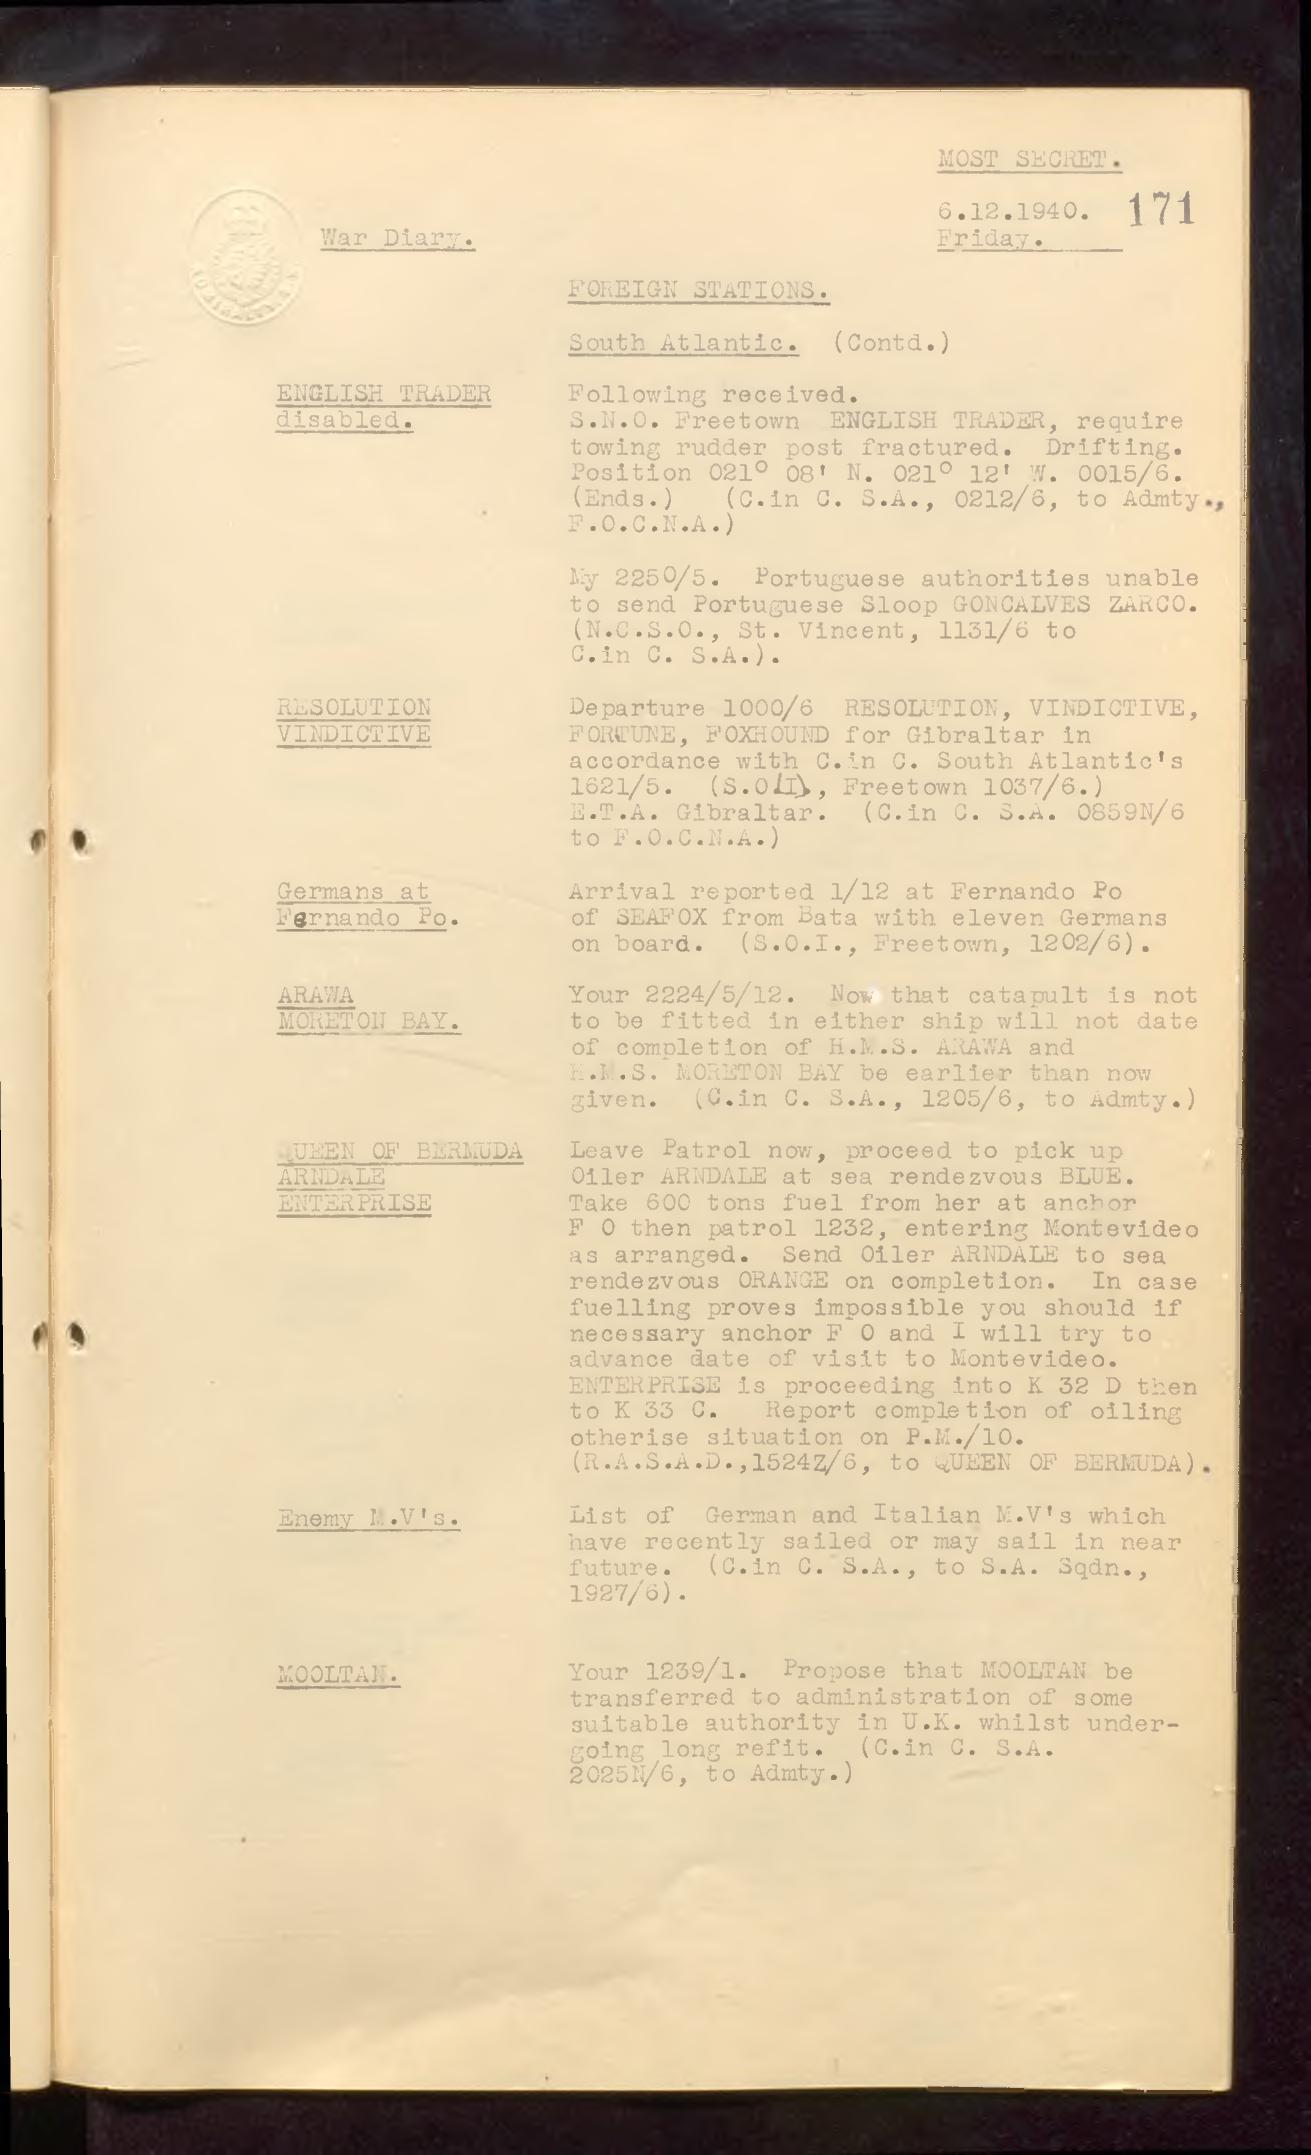 MOST SECRET.
6.12.1940. 171
War Diary.
Friday.
FOREIGN STATIONS.
South Atlantic. (Contd.)
ENGLISH TRADER
disabled.
Following received.
S.N.O. Freetown ENGLISH TRADER, require
towing rudder post fractured. Drifting.
Position 021° 08' N. 021° 12' W. 0015/6.
(Ends.) (C.in C. S.A., 0212/6, to Admty.,
F.O.C.N.A.)
My 2250/5. Portuguese authorities unable
to send Portuguese Sloop GONCALVES ZARCO.
(N.C.S.O., St. Vincent, 1131/6 to
C.in C. S.A.).
RESOLUTION
VINDICTIVE
Departure 1000/6 RESOLUTION, VINDICTIVE,
FORTUNE, FOXHOUND for Gibraltar in
accordance with C.in C. South Atlantic's
1621/5. (S.O.(I), Freetown 1037/6.)
E.T.A. Gibraltar. (C.in C. S.A. 0859N/6
to F.O.C.N.A.)
Germans at
Fernando Po.
Arrival reported 1/12 at Fernando Po
of SEAFOX from Bata with eleven Germans
on board. (S.O.I., Freetown, 1202/6).
ARAWA
MORETON BAY.
Your 2224/5/12. Now that catapult is not
to be fitted in either ship will not date
of completion of H.M.S. ARAWA and
H.M.S. MORETON BAY be earlier than now
given. (C.in C. S.A., 1205/6, to Admty.)
QUEEN OF BERMUDA
ARNDALE
ENTERPRISE
Leave Patrol now, proceed to pick up
Oiler ARNDALE at sea rendezvous BLUE.
Take 600 tons fuel from her at anchor
F O then patrol 1232, entering Montevideo
as arranged. Send Oiler ARNDALE to sea
rendezvous ORANGE on completion. In case
fuelling proves impossible you should if
necessary anchor F O and I will try to
advance date of visit to Montevideo.
ENTERPRISE is proceeding into K 32 D then
to K 33 C. Report completion of oiling
otherise situation on P.M./10.
(R.A.S.A.D.,1524Z/6, to QUEEN OF BERMUDA).
Enemy M.V's.
List of German and Italian M.V's which
have recently sailed or may sail in near
future. (C.in C. S.A., to S.A. Sqdn.,
1927/6).
MOOLTAN.
Your 1239/1. Propose that MOOLTAN be
transferred to administration of some
suitable authority in U.K. whilst under-
going long refit. (C.in C. S.A.
2025N/6, to Admty.)